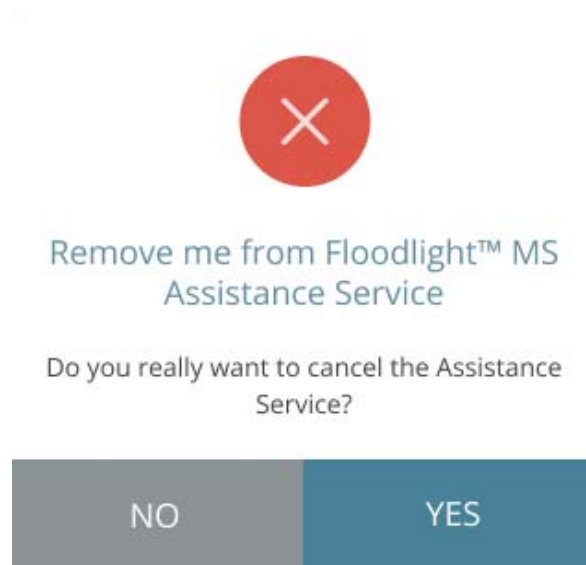 Remove me from Floodlight™ MS
Assistance Service
Do you really want to cancel the Assistance
Service?
NO
YES